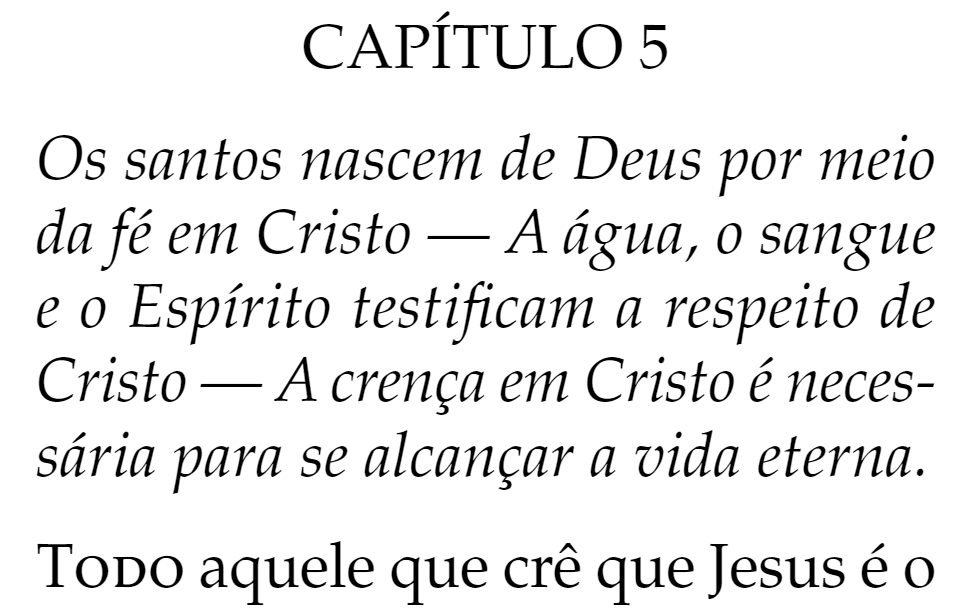 CAPÍTULO 5
Os santos nascem de Deus por meio
da fé em Cristo — A água, o sangue
e o Espírito testificam a respeito de
Cristo — A crença em Cristo é neces-
sária para se alcançar a vida eterna.
Todo aquele que crê que Jesus é o